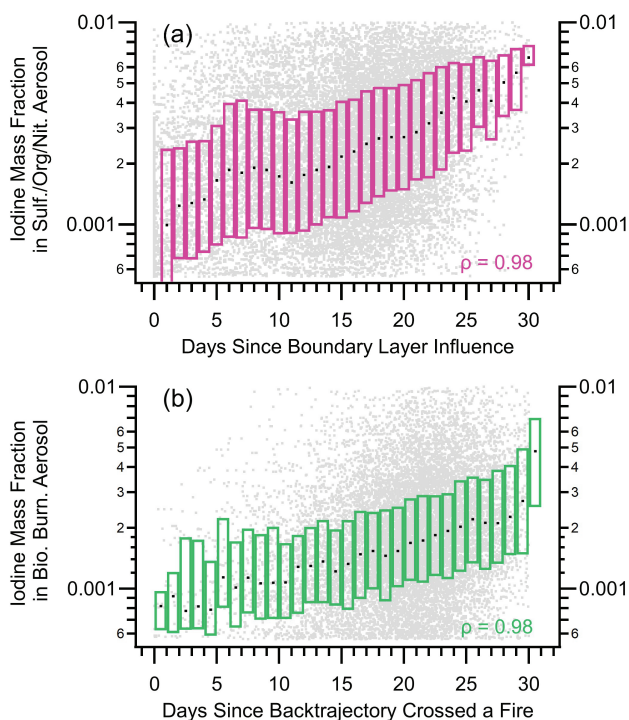 (a)
Iodine Mass Fraction
in Sulf./Org/Nit. Aerosol
0.01 0.01
6 6
5 5
4 4
3 3
2 2
0.001 0.001
6 6
ρ = 0.98
0 5 10 15 20 25 30
Days Since Boundary Layer Influence
(b)
Iodine Mass Fraction
in Bio. Burn. Aerosol
0.01 0.01
6 6
5 5
4 4
3 3
2 2
0.001 0.001
6 6
ρ = 0.98
0 5 10 15 20 25 30
Days Since Backtrajectory Crossed a Fire